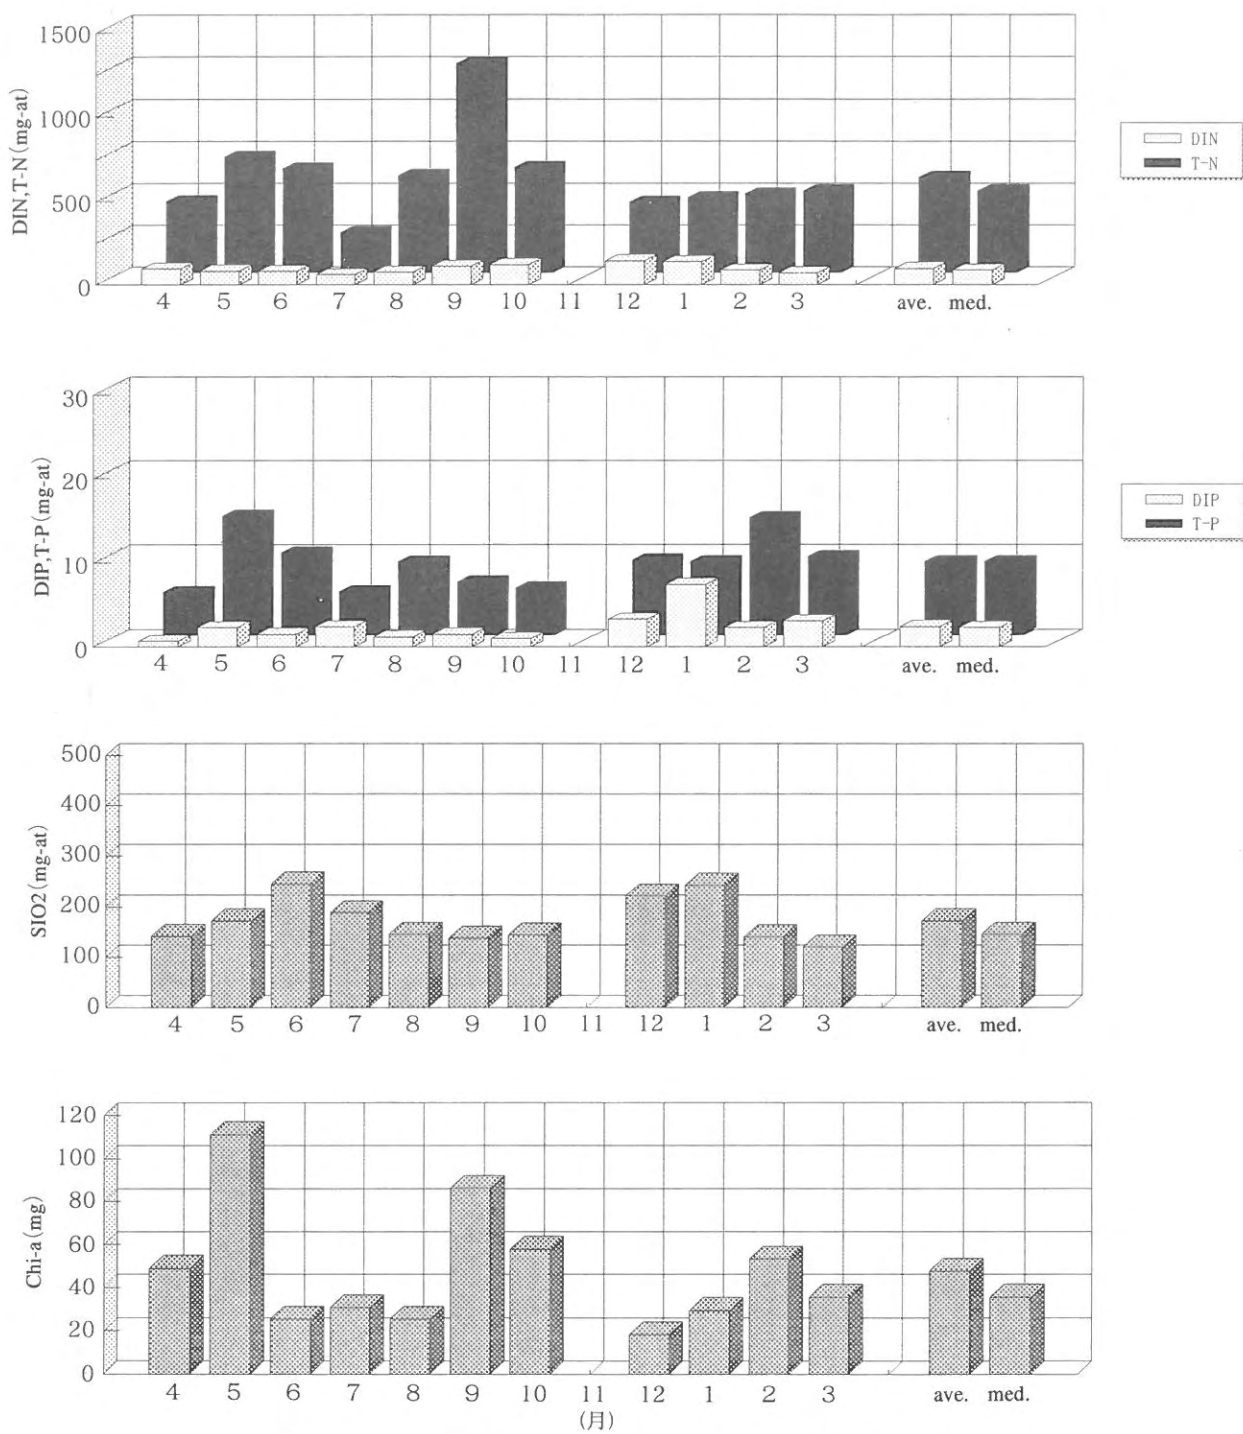 DIN,T-N(mg-at)
1500
1000
500
0
4 5 6 7 8 9 10 11 12 1 2 3 ave. med.
DIN
T-N
DIP,T-P(mg-at)
30
20
10
0
4 5 6 7 8 9 10 11 12 1 2 3 ave. med.
DIP
T-P
SIO2(mg-at)
500
400
300
200
100
0
4 5 6 7 8 9 10 11 12 1 2 3 ave. med.
Chi-a(mg)
120
100
80
60
40
20
0
4 5 6 7 8 9 10 11 12 1 2 3 ave. med.
(月)